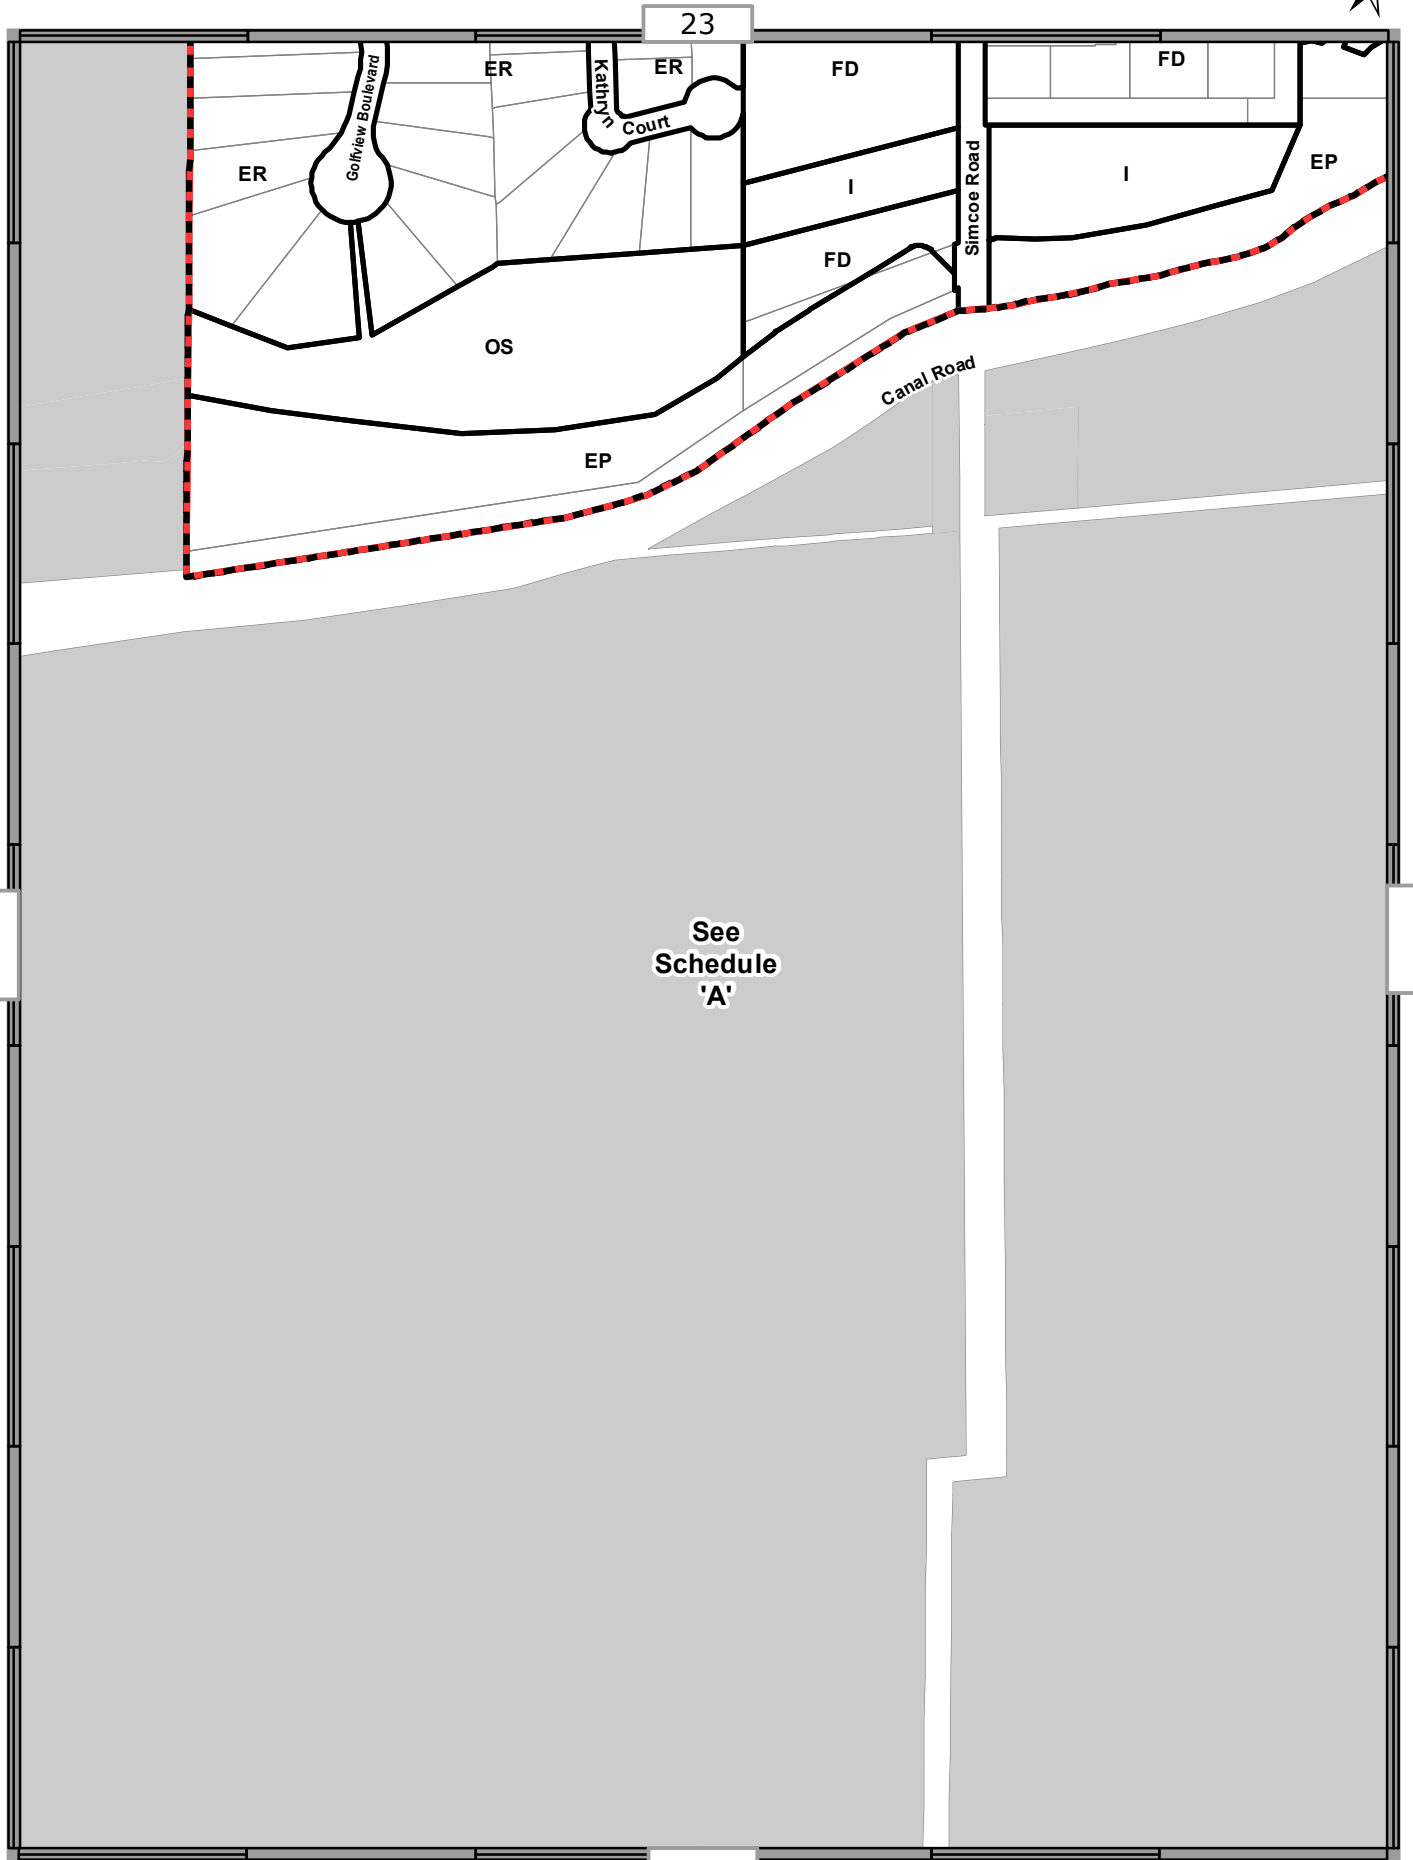 23
ER
ER
FD
FD
Golfview Boulevard
Kathryn
Court
ER
I
Simcoe Road
I
EP
FD
OS
Canal Road
EP
See
Schedule
'A'